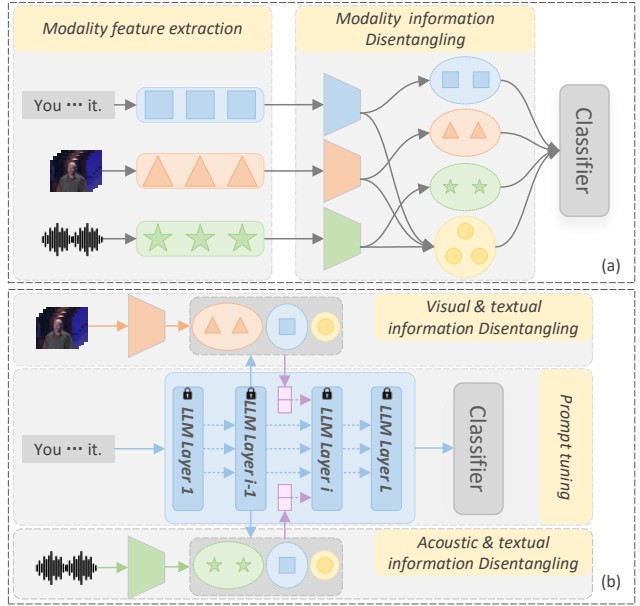 Modality feature extraction
Modality information
Disentangling
You ··· it.
Classifier
(a)
Visual & textual
information Disentangling
You ··· it.
LLM Layer 1
LLM Layer i-1
LLM Layer i
LLM Layer L
Classifier
Prompt tuning
Acoustic & textual
information Disentangling
(b)